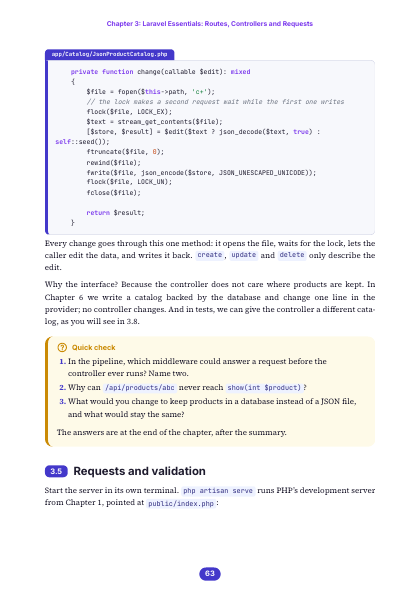 Chapter 3: Laravel Essentials: Routes, Controllers and Requests
app/Catalog/JsonProductCatalog.php
private function change(callable $edit): mixed
{
$file = fopen($this->path, 'c+');
// the lock makes a second request wait while the first one writes
flock($file, LOCK_EX);
$text = stream_get_contents($file);
[$store, $result] = $edit($text ? json_decode($text, true) :
self::seed());
ftruncate($file, 0);
rewind($file);
fwrite($file, json_encode($store, JSON_UNESCAPED_UNICODE));
flock($file, LOCK_UN);
fclose($file);
return $result;
}
Every change goes through this one method: it opens the file, waits for the lock, lets the
caller edit the data, and writes it back. create, update and delete only describe the
edit.
Why the interface? Because the controller does not care where products are kept. In
Chapter 6 we write a catalog backed by the database and change one line in the
provider; no controller changes. And in tests, we can give the controller a different cata-
log, as you will see in 3.8.
Quick check
1. In the pipeline, which middleware could answer a request before the
controller ever runs? Name two.
2. Why can /api/products/abc never reach show(int $product)?
3. What would you change to keep products in a database instead of a JSON file,
and what would stay the same?
The answers are at the end of the chapter, after the summary.
3.5 Requests and validation
Start the server in its own terminal. php artisan serve runs PHP's development server
from Chapter 1, pointed at public/index.php:
63